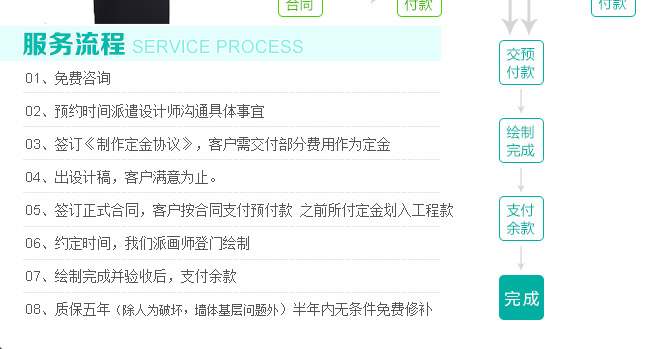 合同
付款
付款
服务流程 SERVICE PROCESS
01、免费咨询
02、预约时间派遣设计师沟通具体事宜
03、签订《制作定金协议》，客户需交付部分费用作为定金
04、出设计稿，客户满意为止。
05、签订正式合同，客户按合同支付预付款 之前所付定金划入工程款
06、约定时间，我们派画师登门绘制
07、绘制完成并验收后，支付余款
08、质保五年（除人为破坏，墙体基层问题外）半年内无条件免费修补
交预
付款
绘制
完成
支付
余款
完成